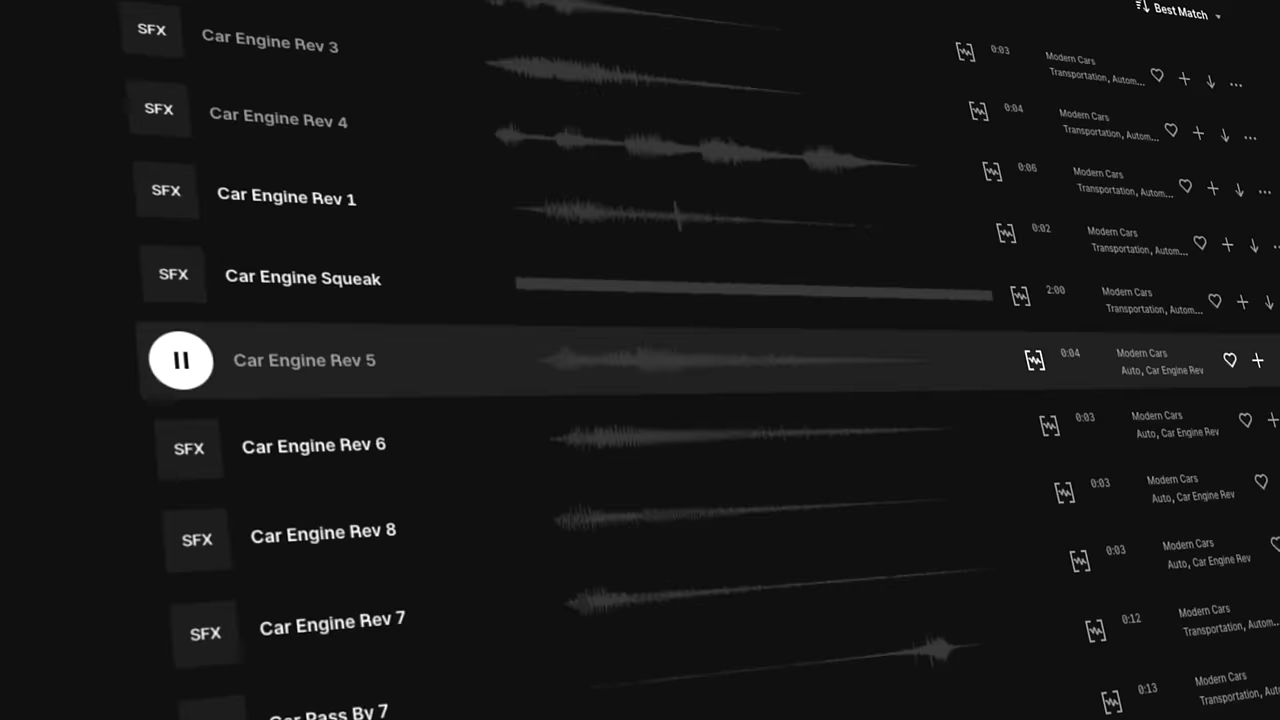 Best Match
SFX
Car Engine Rev 3
0:03
Modern Cars
Transportation, Autom...
SFX
Car Engine Rev 4
0:04
Modern Cars
Transportation, Autom...
SFX
Car Engine Rev 1
0:06
Modern Cars
Transportation, Autom...
SFX
Car Engine Squeak
0:02
Modern Cars
Transportation, Autom...
2:00
Modern Cars
Transportation, Autom...
Car Engine Rev 5
0:04
Modern Cars
Auto, Car Engine Rev
SFX
Car Engine Rev 6
0:03
Modern Cars
Auto, Car Engine Rev
SFX
Car Engine Rev 8
0:03
Modern Cars
Auto, Car Engine Rev
SFX
Car Engine Rev 7
0:03
Modern Cars
Auto, Car Engine Rev
Car Pass By 7
0:12
Modern Cars
Transportation, Autom...
0:13
Modern Cars
Transportation, Aut